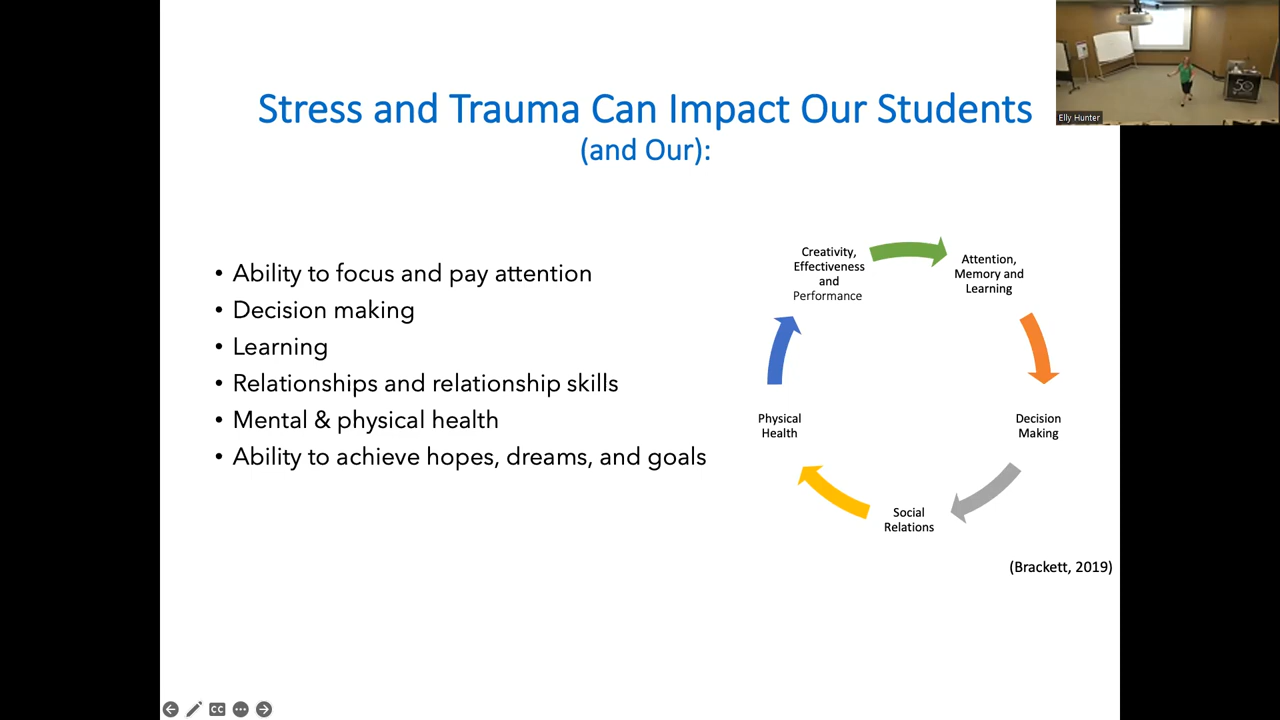 Stress and Trauma Can Impact Our Students
(and Our):
Elly Hunter
50
• Ability to focus and pay attention
• Decision making
• Learning
• Relationships and relationship skills
• Mental & physical health
• Ability to achieve hopes, dreams, and goals
Creativity,
Effectiveness
and
Performance
Attention,
Memory and
Learning
Decision
Making
Social
Relations
Physical
Health
(Brackett, 2019)
CC